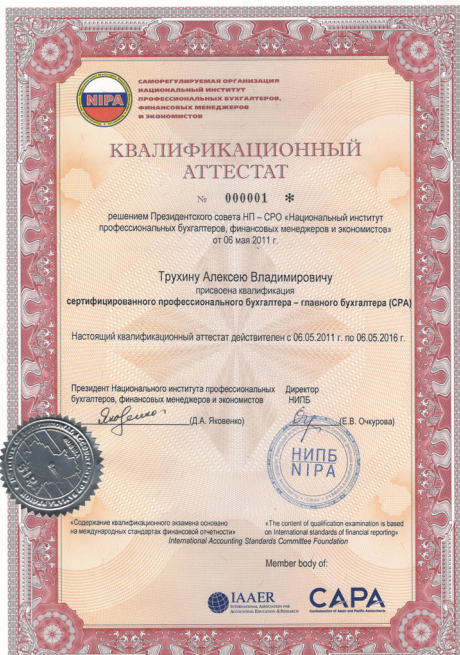 NIPA
САМОРЕГУЛИРУЕМАЯ ОРГАНИЗАЦИЯ
НАЦИОНАЛЬНЫЙ ИНСТИТУТ
ПРОФЕССИОНАЛЬНЫХ БУХГАЛТЕРОВ,
ФИНАНСОВЫХ МЕНЕДЖЕРОВ
И ЭКОНОМИСТОВ
КВАЛИФИКАЦИОННЫЙ
АТТЕСТАТ
№ 000001 *
решением Президентского совета НП – СРО «Национальный институт
профессиональных бухгалтеров, финансовых менеджеров и экономистов»
от 06 мая 2011 г.
Трухину Алексею Владимировичу
присвоена квалификация
сертифицированного профессионального бухгалтера – главного бухгалтера (CPA)
Настоящий квалификационный аттестат действителен с 06.05.2011 г. по 06.05.2016 г.
Президент Национального института профессиональных
бухгалтеров, финансовых менеджеров и экономистов
(Д.А. Яковенко)
Директор
НИПБ
(Е.В. Очкурова)
НИПБ
NIPA
«Содержание квалификационного экзамена основано
на международных стандартах финансовой отчетности»
«The content of qualification examination is based
on International standards of financial reporting»
International Accounting Standards Committee Foundation
Member body of:
IAAER
INTERNATIONAL ASSOCIATION FOR
ACCOUNTING EDUCATION & RESEARCH
CAPA
Confederation of Asian and Pacific Accountants